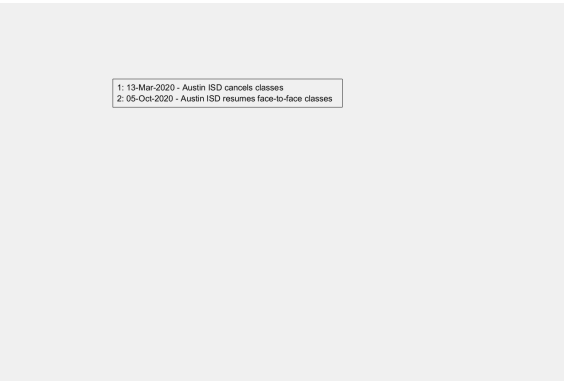 1: 13-Mar-2020 - Austin ISD cancels classes
2: 05-Oct-2020 - Austin ISD resumes face-to-face classes